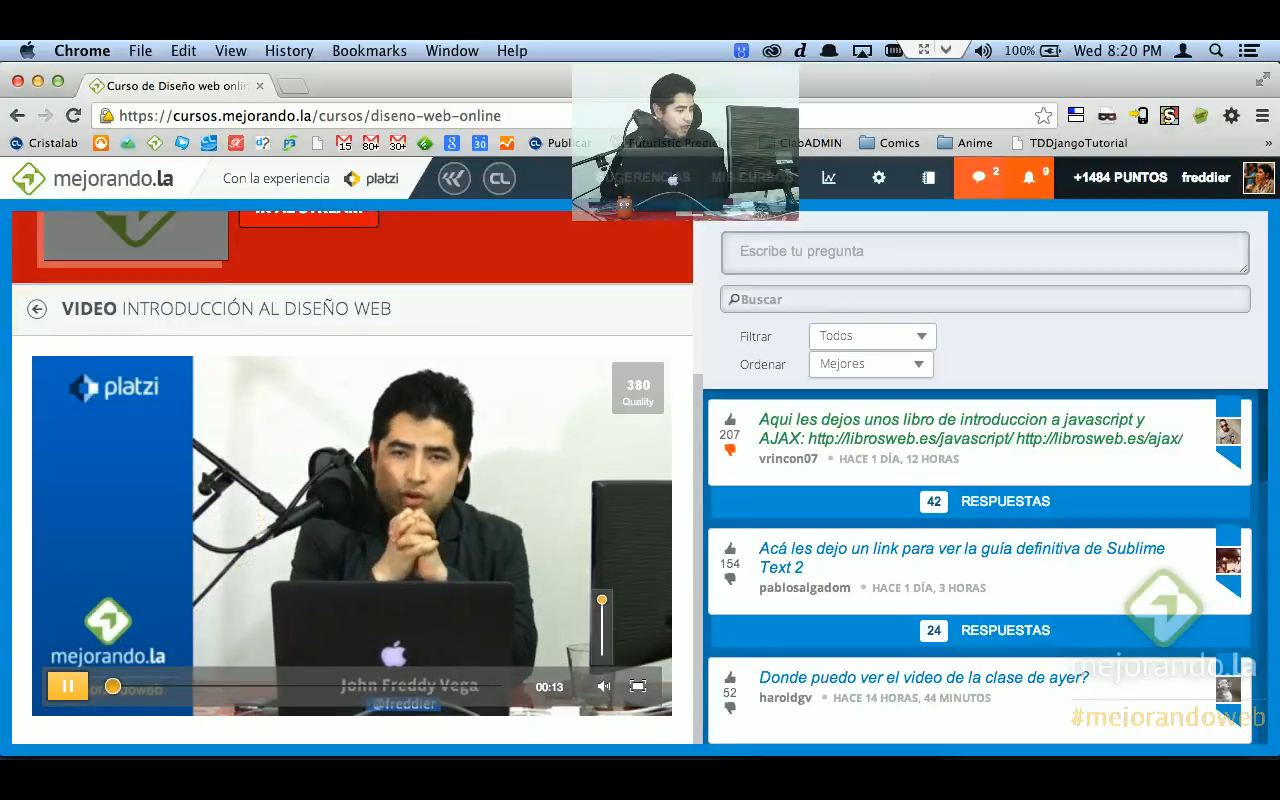 Chrome File Edit View History Bookmarks Window Help
100% Wed 8:20 PM
Curso de Diseño web onlin
https://cursos.mejorando.la/cursos/diseno-web-online
Cristalab
15
80+
30+
30
Publicar
Futuristic Predi
ClabADMIN
Comics
Anime
TDDjangoTutorial
mejorando.la
Con la experiencia platzi
CL
SUGERENCIAS
MIS CURSOS
2
9
+1484 PUNTOS
freddier
VIDEO INTRODUCCIÓN AL DISEÑO WEB
platzi
380
Quality
mejorando.la
John Freddy Vega
@freddier
00:13
Escribe tu pregunta
Buscar
Filtrar Todos
Ordenar Mejores
207
Aqui les dejos unos libro de introduccion a javascript y
AJAX: http://librosweb.es/javascript/ http://librosweb.es/ajax/
vrincon07 HACE 1 DÍA, 12 HORAS
42 RESPUESTAS
154
Acá les dejo un link para ver la guía definitiva de Sublime
Text 2
pablosalgadom HACE 1 DÍA, 3 HORAS
24 RESPUESTAS
52
Donde puedo ver el video de la clase de ayer?
haroldgv HACE 14 HORAS, 44 MINUTOS
mejorando.la
#mejorandoweb